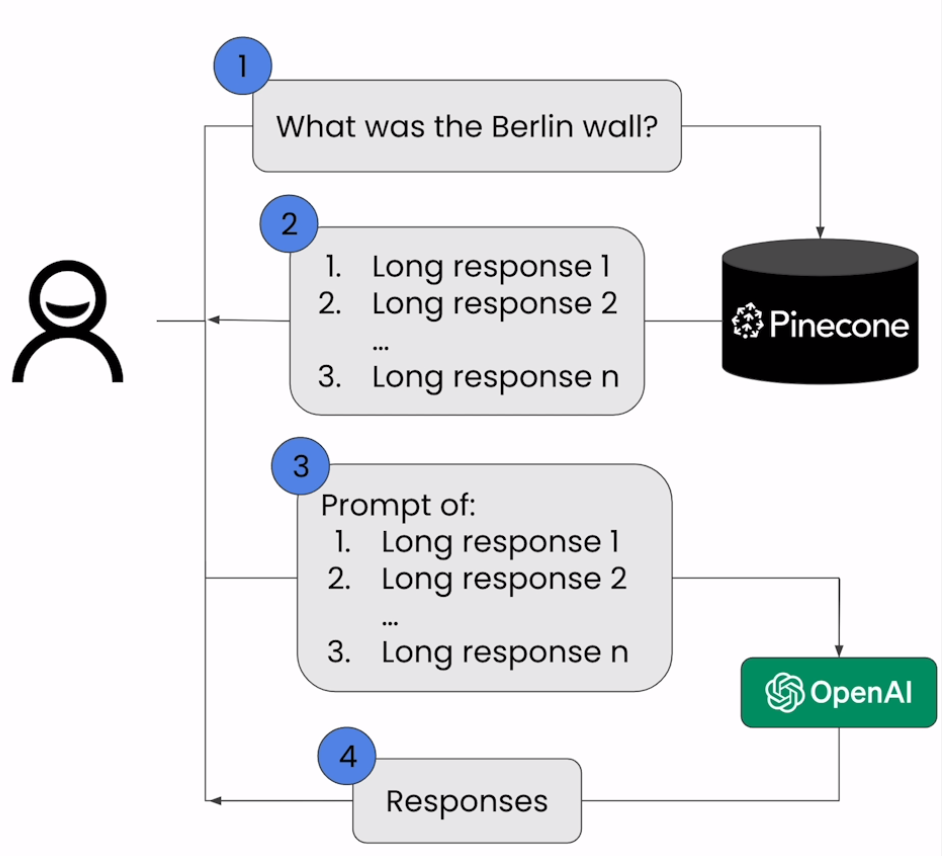 1
What was the Berlin wall?
2
1. Long response 1
2. Long response 2
...
3. Long response n
Pinecone
3
Prompt of:
1. Long response 1
2. Long response 2
...
3. Long response n
OpenAI
4
Responses